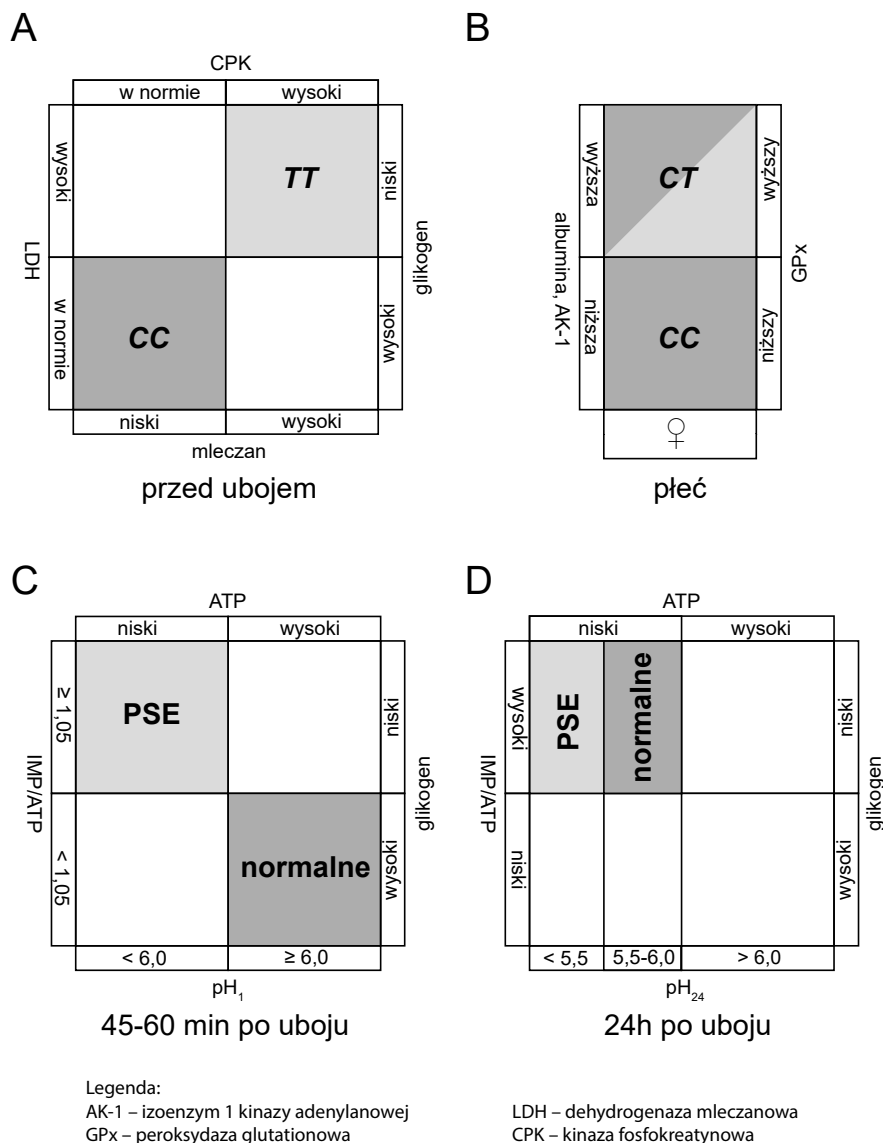 A
CPK
w normie wysoki
wysoki
LDH
w normie
TT
CC
niski
wysoki
glikogen
niski wysoki
mleczan
przed ubojem
B
wyższa
niższa
albumina, AK-1
CT
CC
wyższy
niższy
GPx
♀
płeć
C
ATP
niski wysoki
≥ 1,05
< 1,05
IMP/ATP
PSE
normalne
niski
wysoki
glikogen
< 6,0 ≥ 6,0
pH₁
45-60 min po uboju
D
ATP
niski wysoki
wysoki
niski
IMP/ATP
PSE
normalne
niski
wysoki
glikogen
< 5,5 5,5-6,0 > 6,0
pH₂₄
24h po uboju
Legenda:
AK-1 – izoenzym 1 kinazy adenylanowej
GPx – peroksydaza glutationowa
LDH – dehydrogenaza mleczanowa
CPK – kinaza fosfokreatynowa